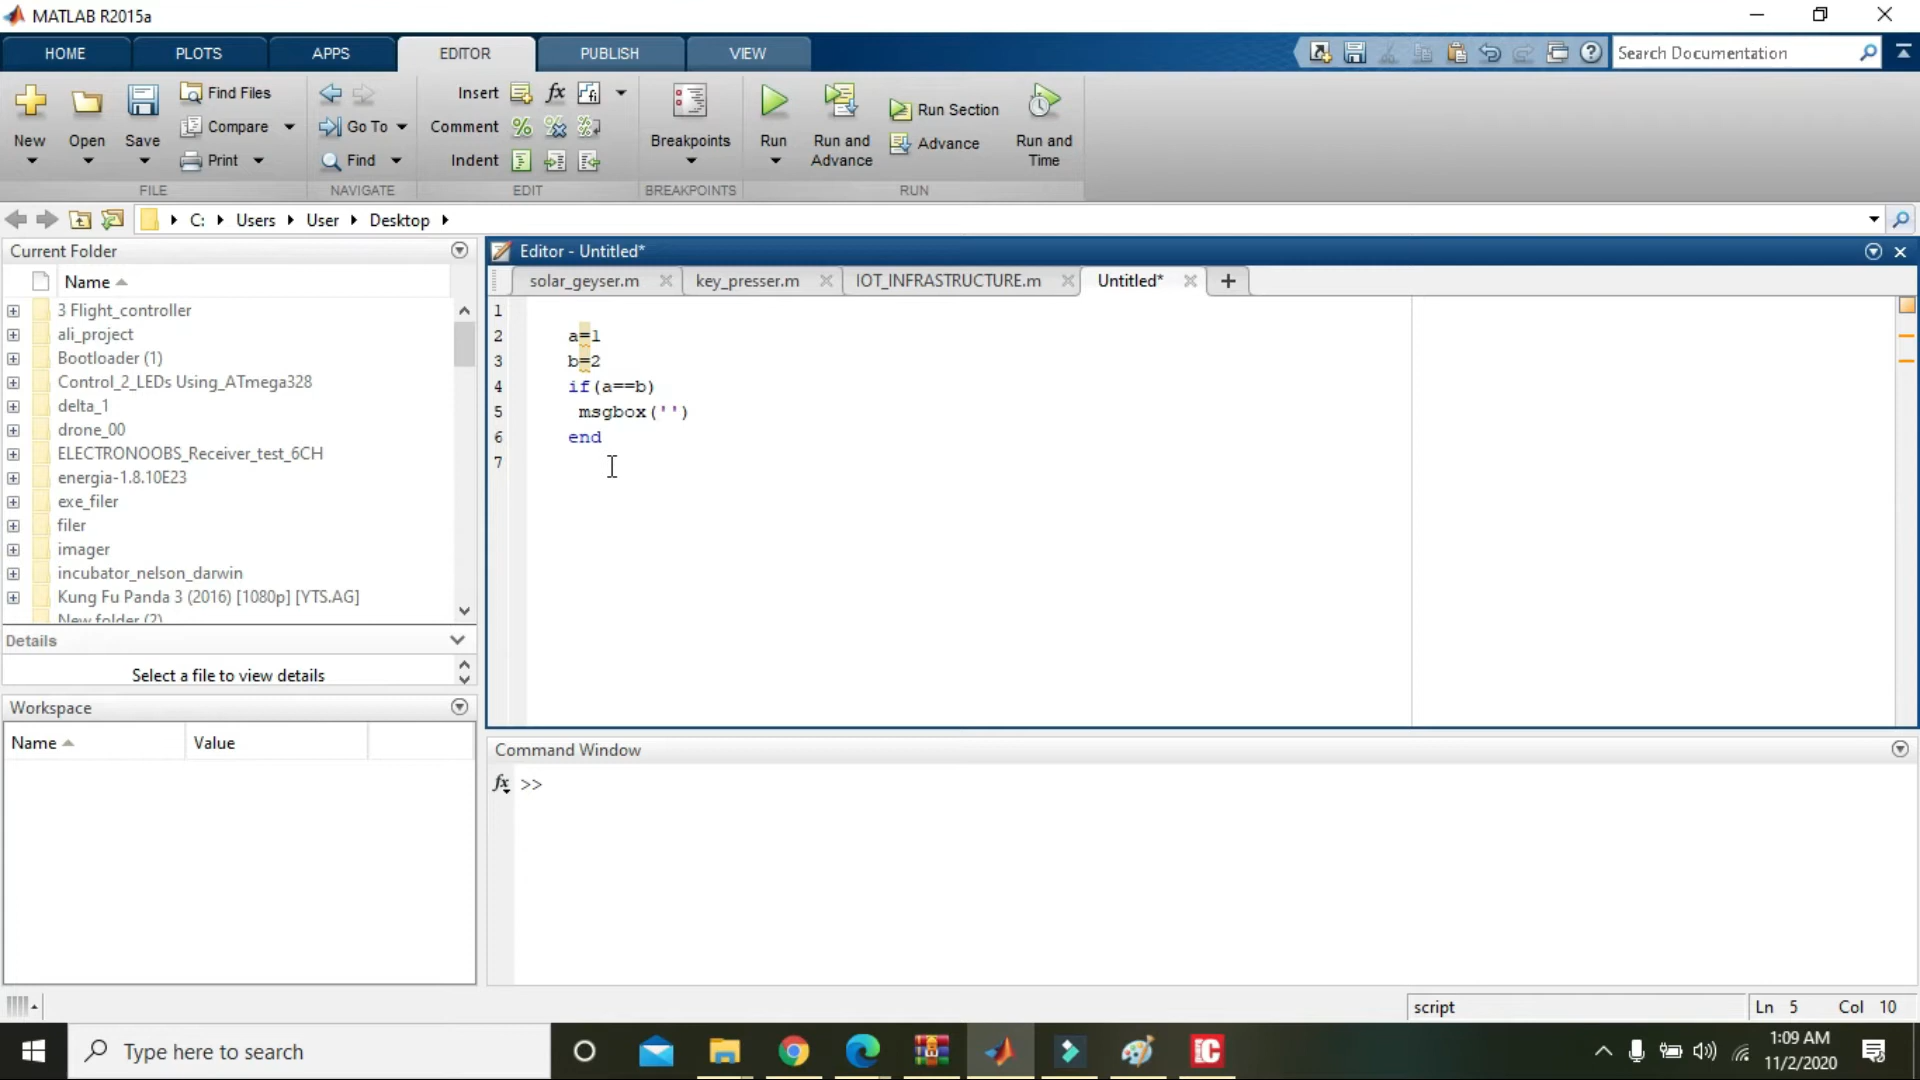 MATLAB R2015a
HOME PLOTS APPS EDITOR PUBLISH VIEW
Search Documentation
New Open Save Find Files Compare Print
FILE
Go To Find
NAVIGATE
Insert fx
Comment
Indent
EDIT
Breakpoints
BREAKPOINTS
Run Run and Advance Run Section Advance Run and Time
RUN
C: Users User Desktop
Current Folder
Name
3 Flight_controller
ali_project
Bootloader (1)
Control_2_LEDs Using_ATmega328
delta_1
drone_00
ELECTRONOOBS_Receiver_test_6CH
energia-1.8.10E23
exe_filer
filer
imager
incubator_nelson_darwin
Kung Fu Panda 3 (2016) [1080p] [YTS.AG]
New folder (2)
Details
Select a file to view details
Workspace
Name Value
Editor - Untitled*
solar_geyser.m key_presser.m IOT_INFRASTRUCTURE.m Untitled*
1
2 a=1
3 b=2
4 if(a==b)
5 msgbox('')
6 end
7
Command Window
fx >>
script Ln 5 Col 10
Type here to search
1:09 AM
11/2/2020